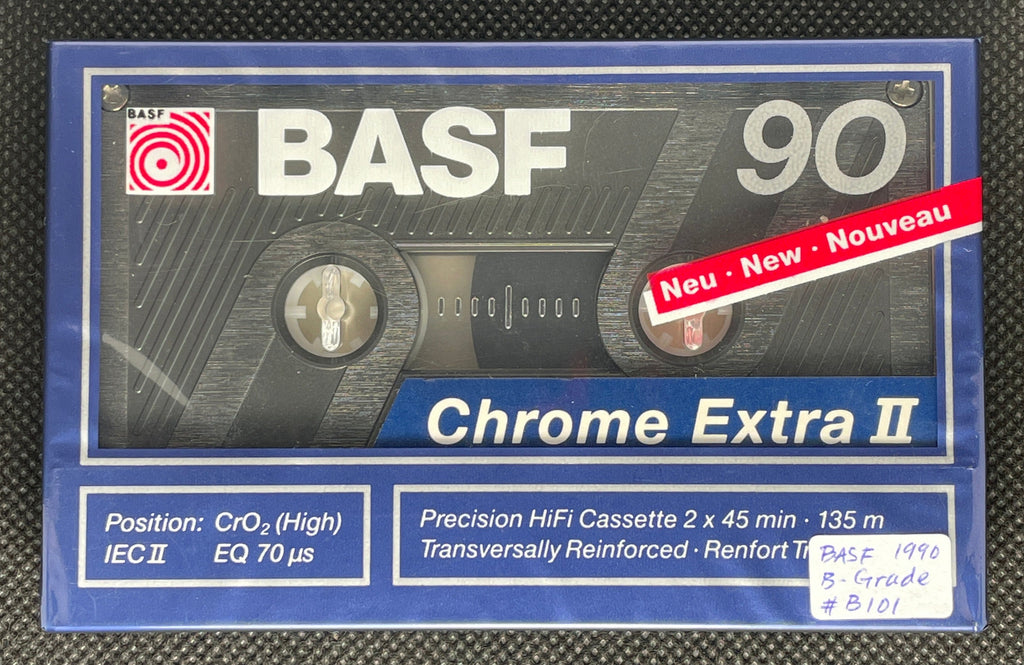 BASF
BASF 90
Neu · New · Nouveau
Chrome Extra II
Position: CrO₂ (High)
IEC II EQ 70 µs
Precision HiFi Cassette 2 x 45 min · 135 m
Transversally Reinforced · Renfort
BASF 1990
B-Grade
# B101